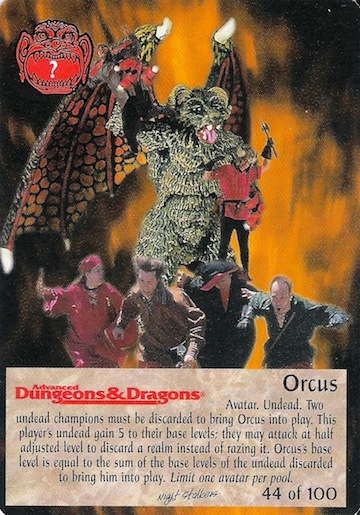 ?
Orcus
Advanced
Dungeons&Dragons®
Avatar. Undead. Two
undead champions must be discarded to bring Orcus into play. This
player's undead gain 5 to their base levels; they may attack at half
adjusted level to discard a realm instead of razing it. Orcus's base
level is equal to the sum of the base levels of the undead discarded
to bring him into play. Limit one avatar per pool.
Night Stalkers
44 of 100